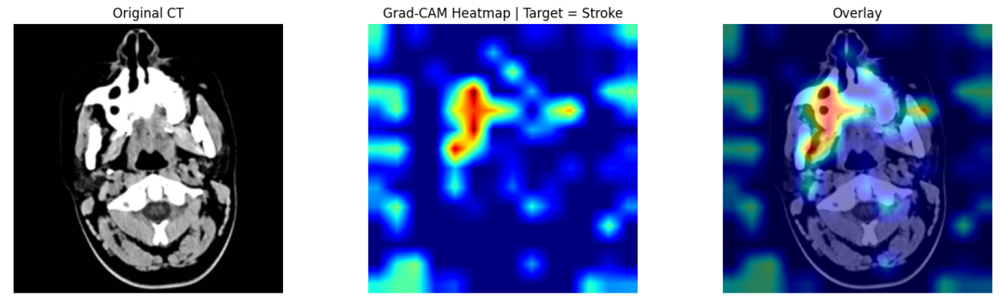 Original CT
Grad-CAM Heatmap | Target = Stroke
Overlay